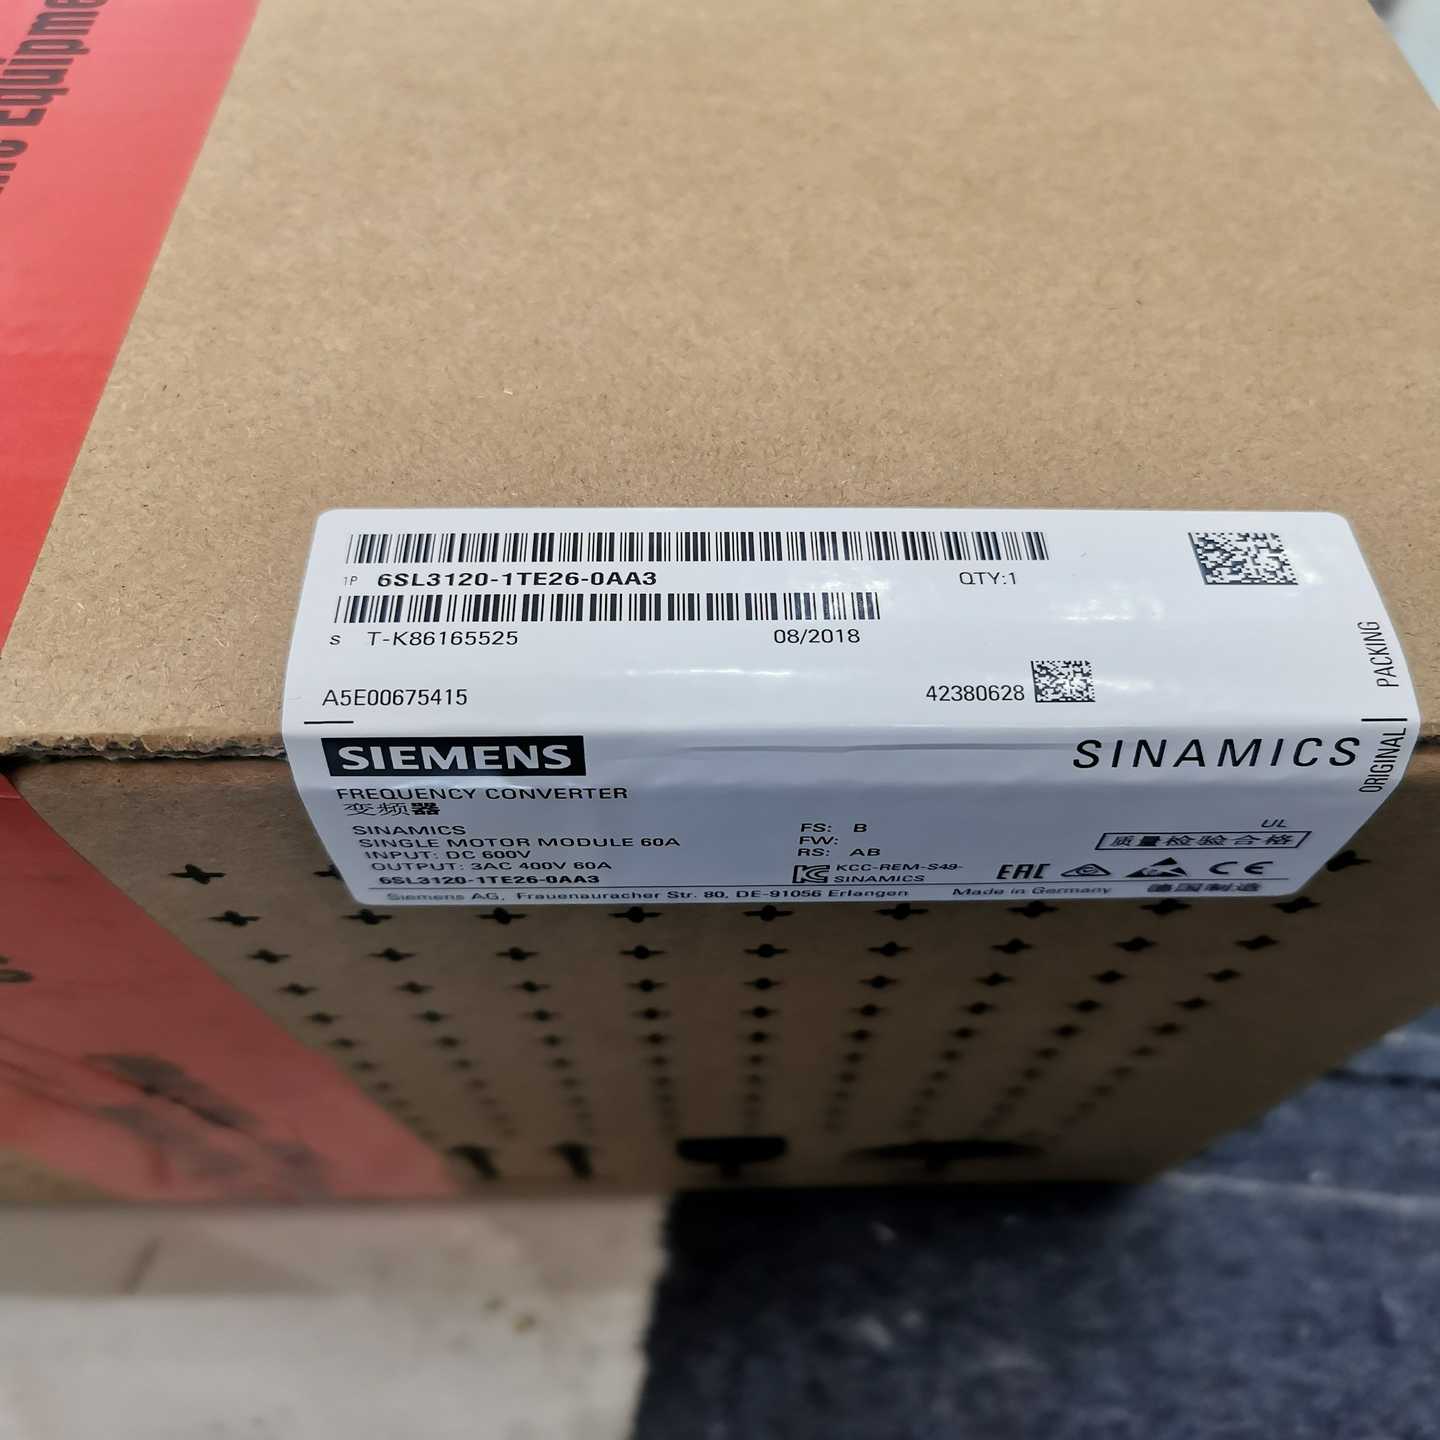 Equipme
1P 6SL3120-1TE26-0AA3 QTY:1
S T-K86165525 08/2018
A5E00675415 42380628
ORIGINAL PACKING
SIEMENS SINAMICS
FREQUENCY CONVERTER
变频器
SINAMICS
SINGLE MOTOR MODULE 60A
INPUT: DC 600V
OUTPUT: 3AC 400V 60A
6SL3120-1TE26-0AA3
FS: B
FW:
RS: AB
KCC-REM-S49-
SINAMICS
UL
质量检验合格
EAC CE
Siemens AG, Frauenauracher Str. 80, DE-91056 Erlangen Made in Germany 德国制造